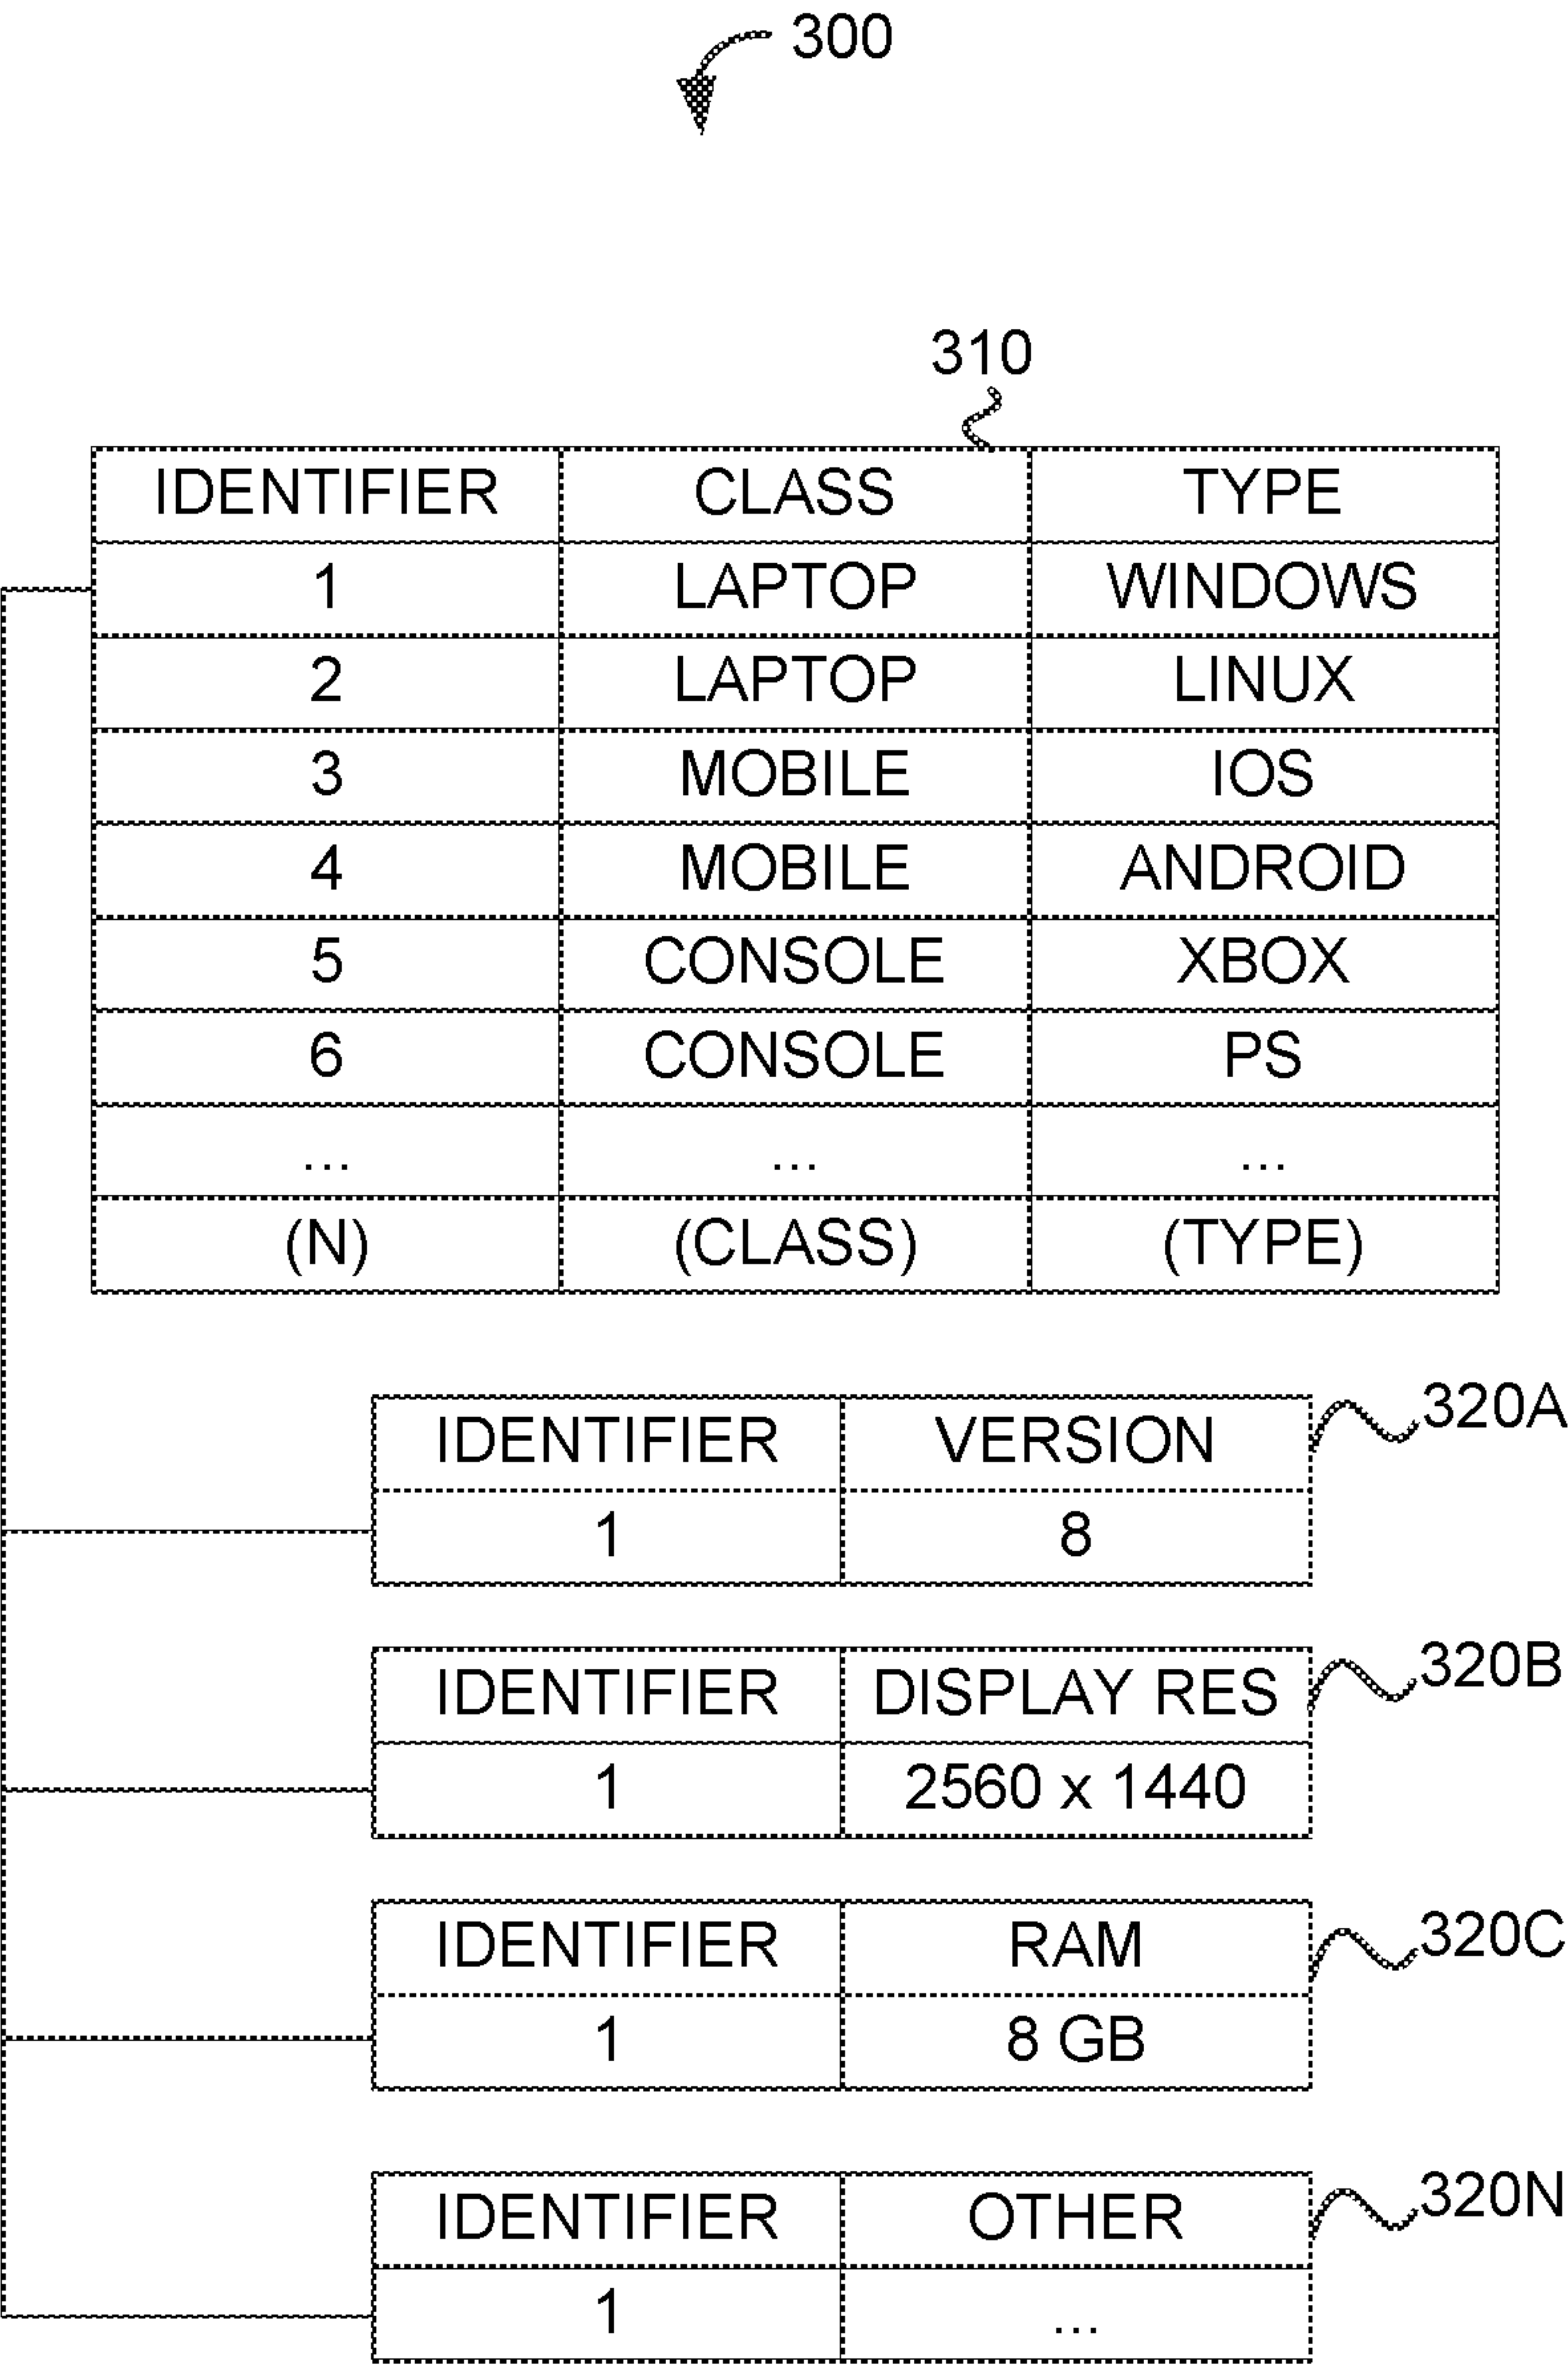 300
310
IDENTIFIER CLASS TYPE
1 LAPTOP WINDOWS
2 LAPTOP LINUX
3 MOBILE IOS
4 MOBILE ANDROID
5 CONSOLE XBOX
6 CONSOLE PS
... ... ...
(N) (CLASS) (TYPE)
320A
IDENTIFIER VERSION
1 8
320B
IDENTIFIER DISPLAY RES
1 2560 x 1440
320C
IDENTIFIER RAM
1 8 GB
320N
IDENTIFIER OTHER
1 ...